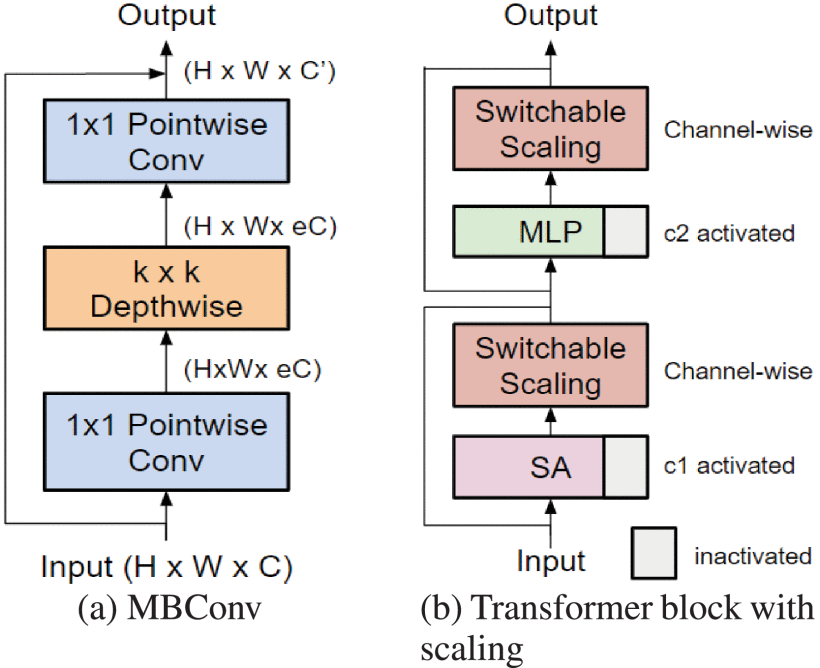 Output
(H x W x C’)
1x1 Pointwise
Conv
(H x Wx eC)
k x k
Depthwise
(HxWx eC)
1x1 Pointwise
Conv
Input (H x W x C)
(a) MBConv
Output
Switchable
Scaling
Channel-wise
MLP
c2 activated
Switchable
Scaling
Channel-wise
SA
c1 activated
Input
inactivated
(b) Transformer block with
scaling